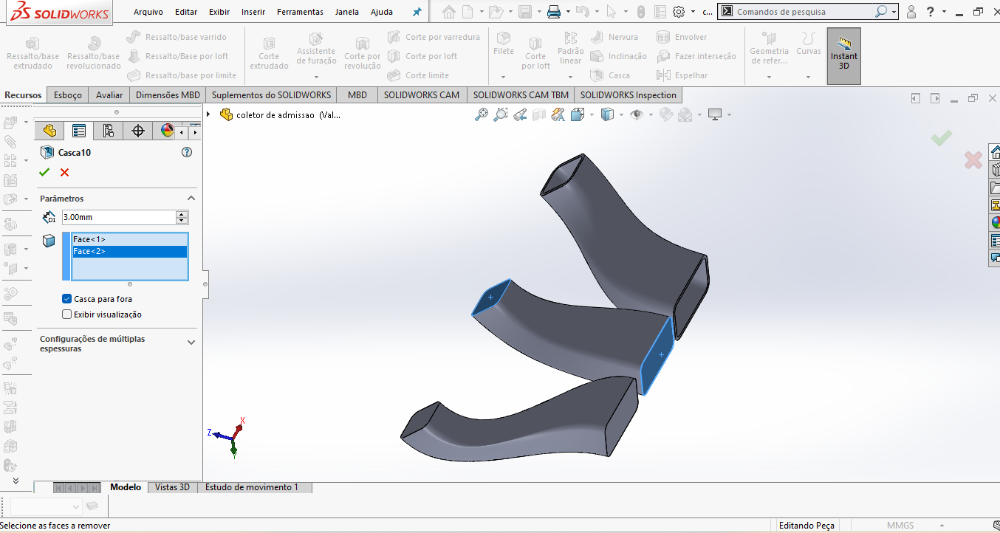 SOLIDWORKS
Arquivo Editar Exibir Inserir Ferramentas Janela Ajuda
c...
Comandos de pesquisa
?
Ressalto/base extrudado
Ressalto/base revolucionado
Ressalto/base varrido
Ressalto/Base por loft
Ressalto/base por limite
Corte extrudado
Assistente de furação
Corte por revolução
Corte por varredura
Corte por loft
Corte limite
Filete
Corte por loft
Padrão linear
Nervura
Inclinação
Casca
Envolver
Fazer interseção
Espelhar
Geometria de refer...
Curvas
Instant 3D
Recursos Esboço Avaliar Dimensões MBD Suplementos do SOLIDWORKS MBD SOLIDWORKS CAM SOLIDWORKS CAM TBM SOLIDWORKS Inspection
coletor de admissao (Val...
Casca10
?
Parâmetros
D1
3.00mm
Face<1>
Face<2>
Casca para fora
Exibir visualização
Configurações de múltiplas
espessuras
X
Z
Y
Modelo Vistas 3D Estudo de movimento 1
Selecione as faces a remover
Editando Peça
MMGS